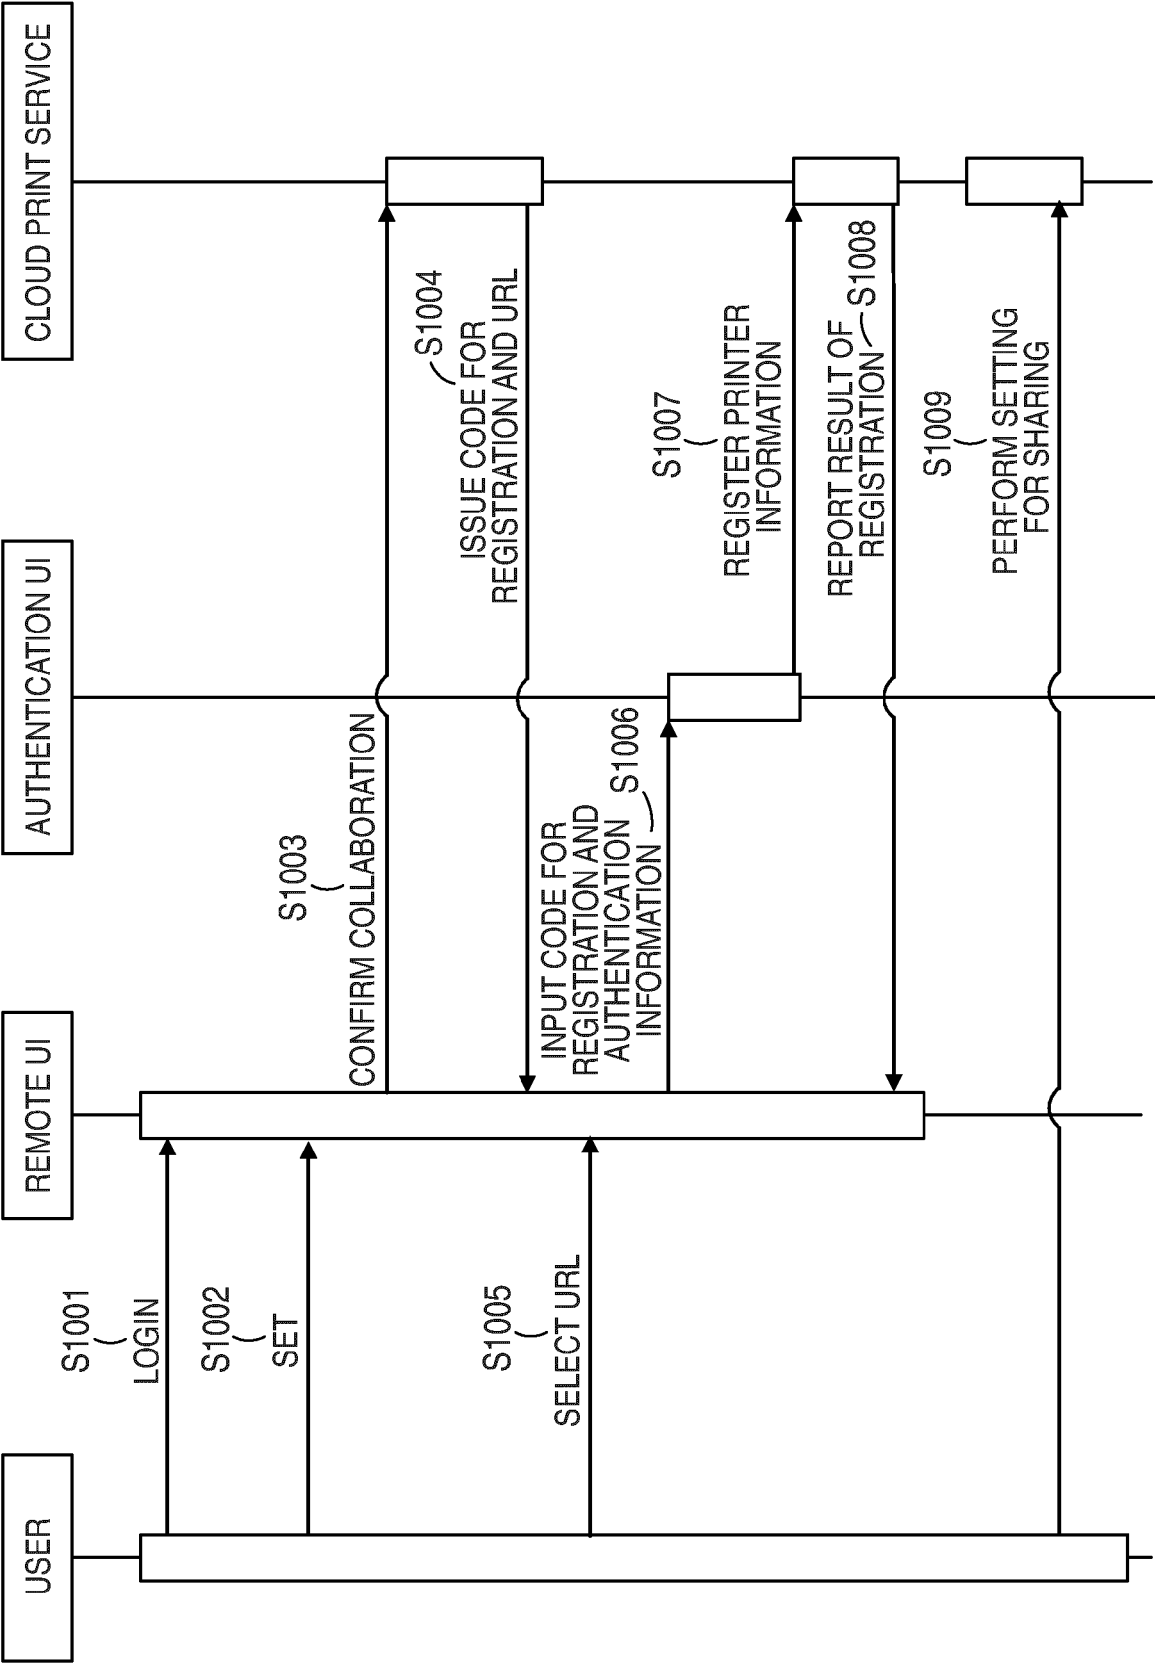 USER
REMOTE UI
AUTHENTICATION UI
CLOUD PRINT SERVICE
S1001
LOGIN
S1002
SET
S1003
CONFIRM COLLABORATION
S1004
ISSUE CODE FOR
REGISTRATION AND URL
S1005
SELECT URL
INPUT CODE FOR
REGISTRATION AND
AUTHENTICATION
INFORMATION
S1006
S1007
REGISTER PRINTER
INFORMATION
REPORT RESULT OF
REGISTRATION
S1008
S1009
PERFORM SETTING
FOR SHARING